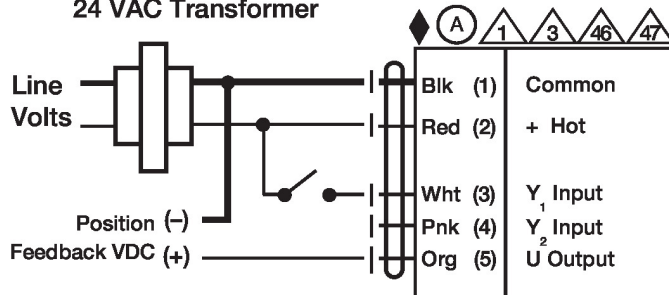 24 VAC Transformer
A 1 3 46 47
Line
Volts
Blk (1) Common
Red (2) + Hot
Wht (3) Y1 Input
Position (–)
Pnk (4) Y2 Input
Feedback VDC (+)
Org (5) U Output